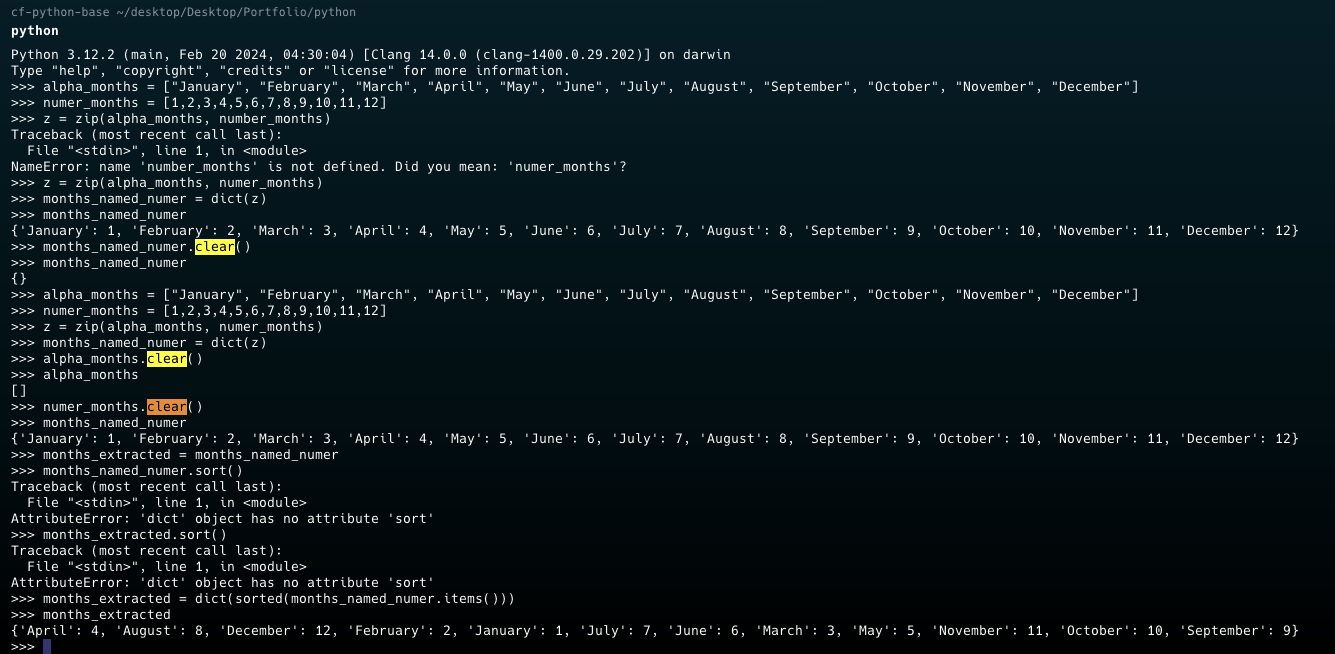 cf-python-base ~/desktop/Desktop/Portfolio/python
python
Python 3.12.2 (main, Feb 20 2024, 04:30:04) [Clang 14.0.0 (clang-1400.0.29.202)] on darwin
Type "help", "copyright", "credits" or "license" for more information.
>>> alpha_months = ["January", "February", "March", "April", "May", "June", "July", "August", "September", "October", "November", "December"]
>>> numer_months = [1,2,3,4,5,6,7,8,9,10,11,12]
>>> z = zip(alpha_months, number_months)
Traceback (most recent call last):
  File "<stdin>", line 1, in <module>
NameError: name 'number_months' is not defined. Did you mean: 'numer_months'?
>>> z = zip(alpha_months, numer_months)
>>> months_named_numer = dict(z)
>>> months_named_numer
{'January': 1, 'February': 2, 'March': 3, 'April': 4, 'May': 5, 'June': 6, 'July': 7, 'August': 8, 'September': 9, 'October': 10, 'November': 11, 'December': 12}
>>> months_named_numer.clear()
>>> months_named_numer
{}
>>> alpha_months = ["January", "February", "March", "April", "May", "June", "July", "August", "September", "October", "November", "December"]
>>> numer_months = [1,2,3,4,5,6,7,8,9,10,11,12]
>>> z = zip(alpha_months, numer_months)
>>> months_named_numer = dict(z)
>>> alpha_months.clear()
>>> alpha_months
[]
>>> numer_months.clear()
>>> months_named_numer
{'January': 1, 'February': 2, 'March': 3, 'April': 4, 'May': 5, 'June': 6, 'July': 7, 'August': 8, 'September': 9, 'October': 10, 'November': 11, 'December': 12}
>>> months_extracted = months_named_numer
>>> months_named_numer.sort()
Traceback (most recent call last):
  File "<stdin>", line 1, in <module>
AttributeError: 'dict' object has no attribute 'sort'
>>> months_extracted.sort()
Traceback (most recent call last):
  File "<stdin>", line 1, in <module>
AttributeError: 'dict' object has no attribute 'sort'
>>> months_extracted = dict(sorted(months_named_numer.items()))
>>> months_extracted
{'April': 4, 'August': 8, 'December': 12, 'February': 2, 'January': 1, 'July': 7, 'June': 6, 'March': 3, 'May': 5, 'November': 11, 'October': 10, 'September': 9}
>>>